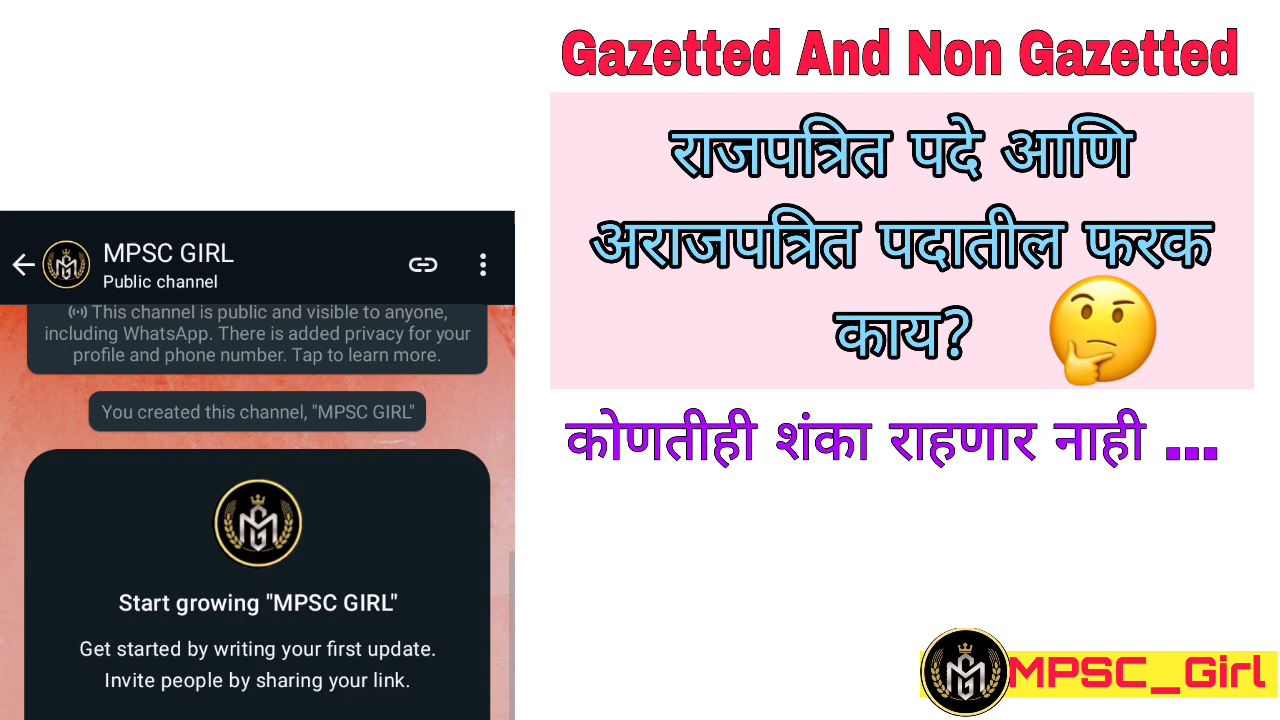 Gazetted And Non Gazetted
राजपत्रित पदे आणि
अराजपत्रित पदातील फरक
काय?
कोणतीही शंका राहणार नाही ...
MPSC GIRL
Public channel
This channel is public and visible to anyone,
including WhatsApp. There is added privacy for your
profile and phone number. Tap to learn more.
You created this channel, "MPSC GIRL"
Start growing "MPSC GIRL"
Get started by writing your first update.
Invite people by sharing your link.
MPSC_Girl